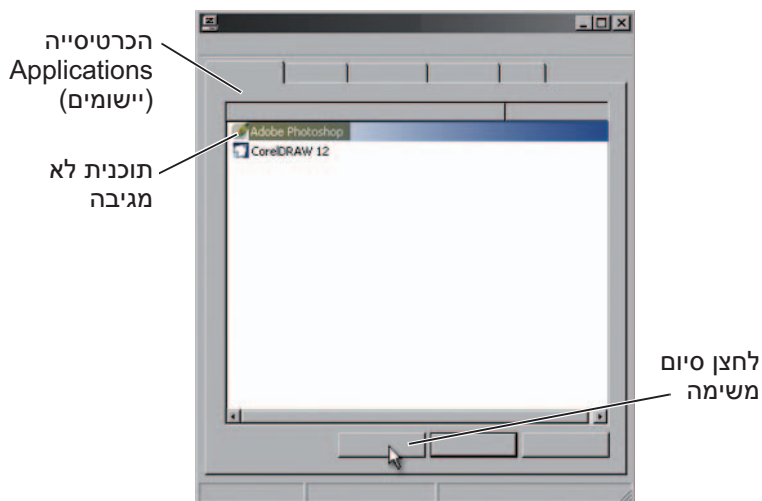 הכרטיסייה
Applications
(יישומים)
Adobe Photoshop
CorelDRAW 12
תוכנית לא
מגיבה
לחצן סיום
משימה